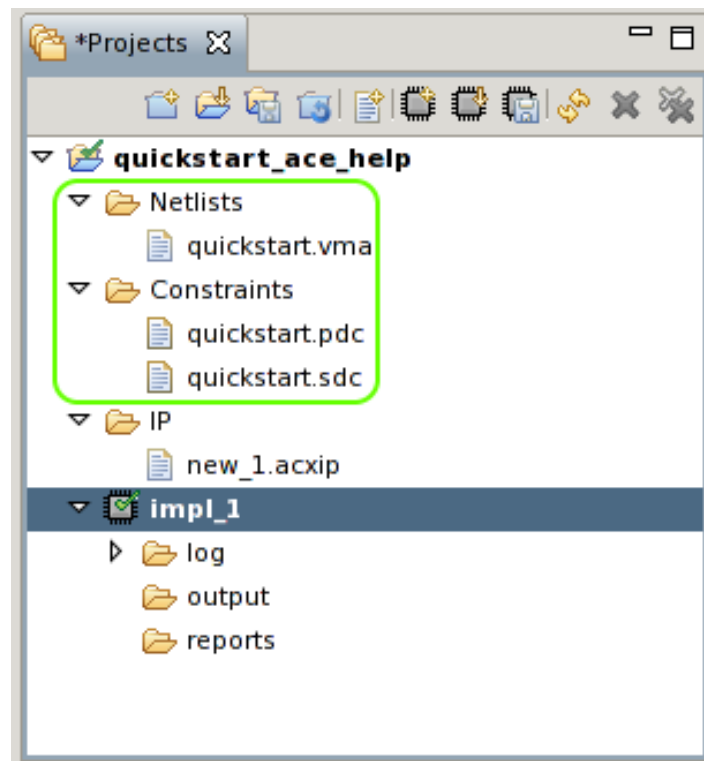 *Projects
quickstart_ace_help
Netlists
quickstart.vma
Constraints
quickstart.pdc
quickstart.sdc
IP
new_1.acxip
impl_1
log
output
reports